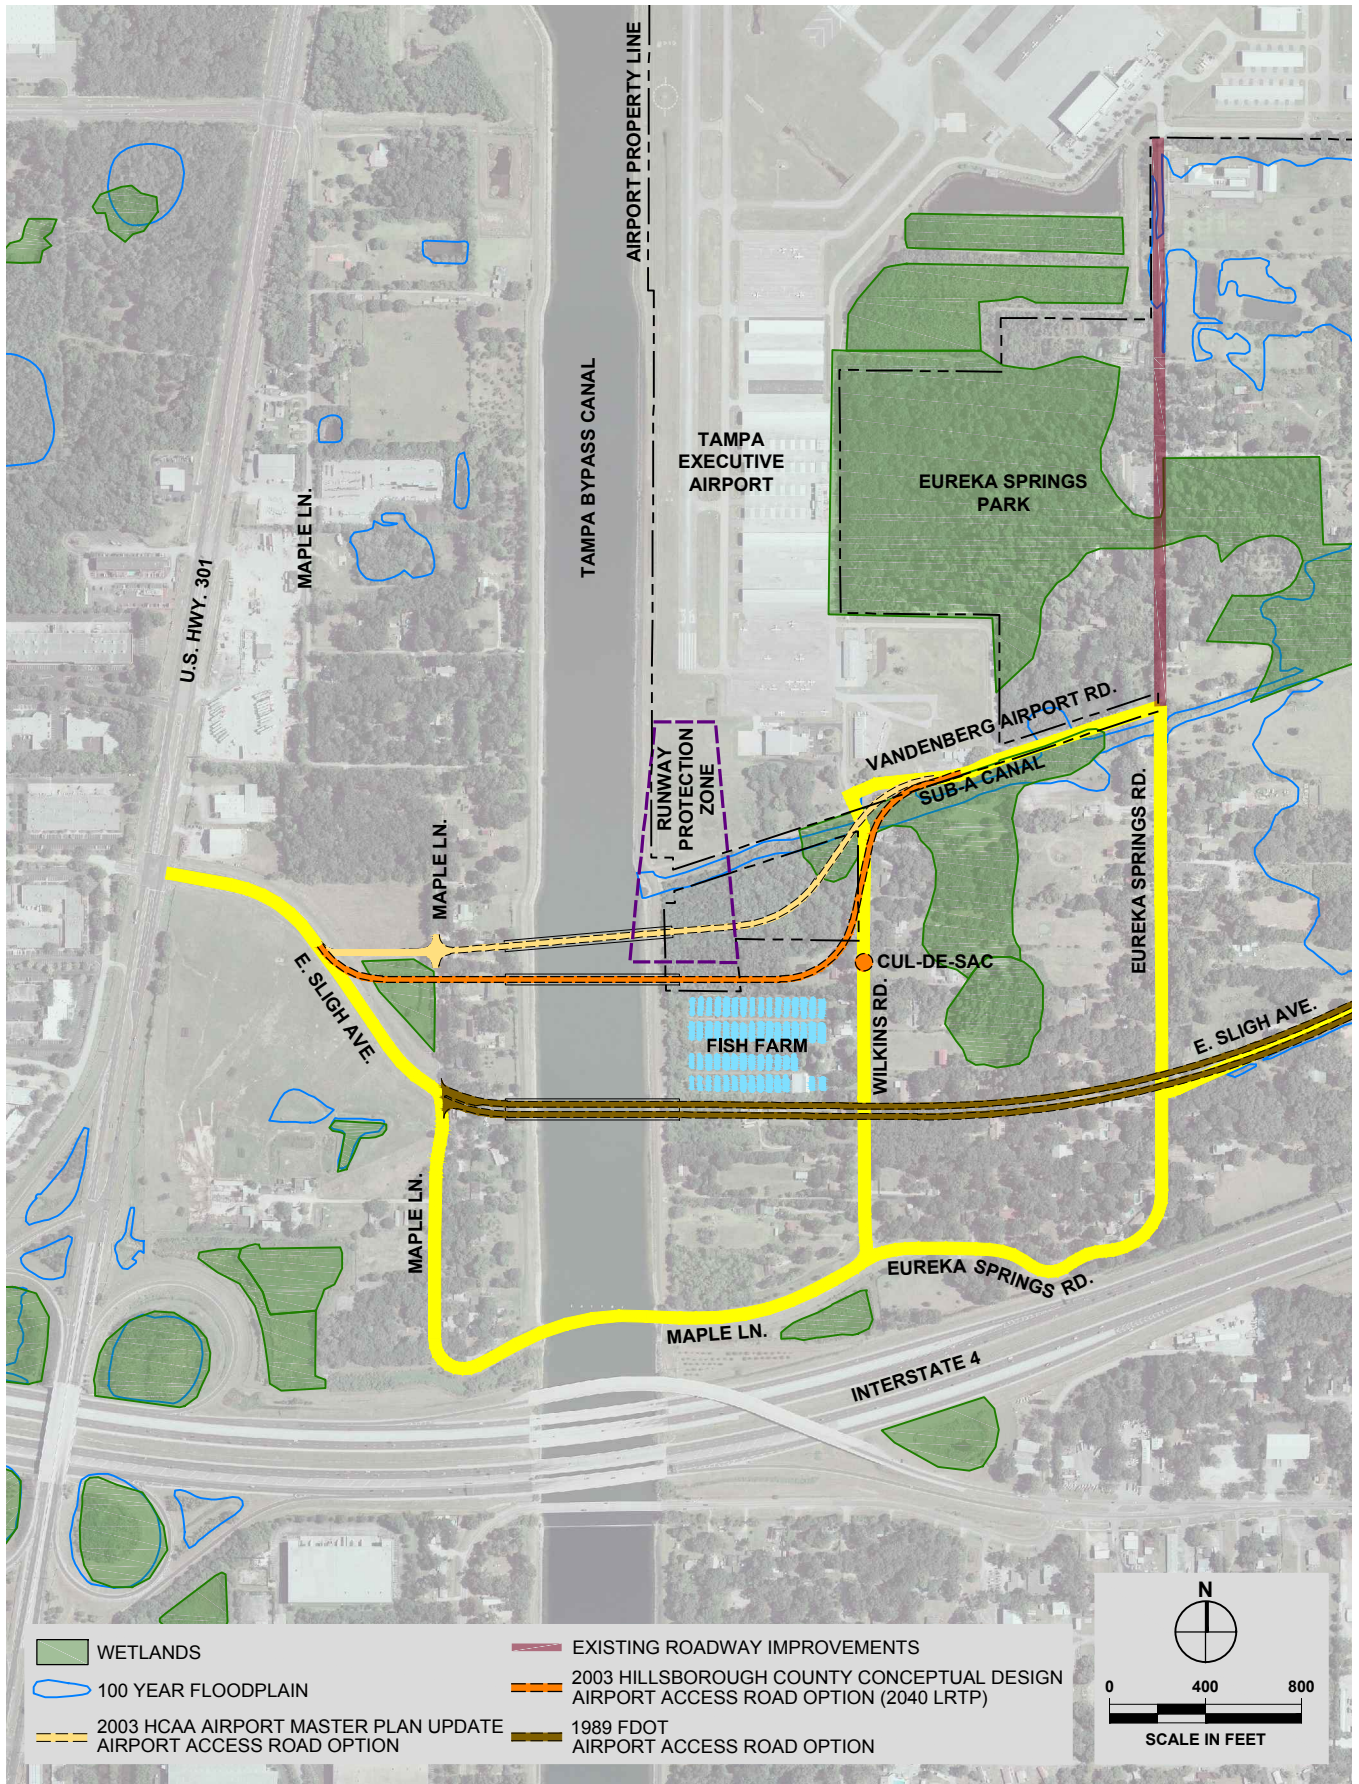 AIRPORT PROPERTY LINE
TAMPA BYPASS CANAL
TAMPA
EXECUTIVE
AIRPORT
EUREKA SPRINGS
PARK
MAPLE LN.
U.S. HWY. 301
VANDENBERG AIRPORT RD.
SUB-A CANAL
RUNWAY
PROTECTION
ZONE
MAPLE LN.
EUREKA SPRINGS RD.
E. SLIGH AVE.
CUL-DE-SAC
WILKINS RD.
FISH FARM
E. SLIGH AVE.
MAPLE LN.
EUREKA SPRINGS RD.
MAPLE LN.
INTERSTATE 4
WETLANDS
100 YEAR FLOODPLAIN
2003 HCAA AIRPORT MASTER PLAN UPDATE
AIRPORT ACCESS ROAD OPTION
EXISTING ROADWAY IMPROVEMENTS
2003 HILLSBOROUGH COUNTY CONCEPTUAL DESIGN
AIRPORT ACCESS ROAD OPTION (2040 LRTP)
1989 FDOT
AIRPORT ACCESS ROAD OPTION
N
0 400 800
SCALE IN FEET